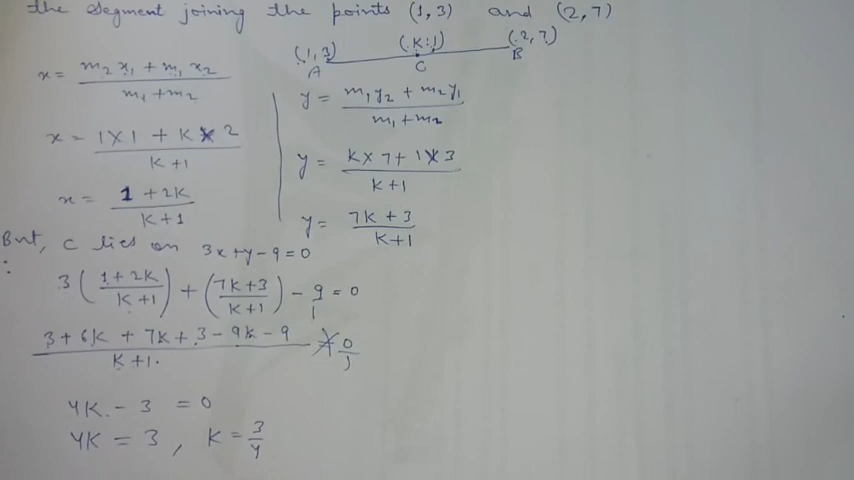 the segment joining the points (1, 3) and (2, 7)
(1, 3) (K:1) (2, 7)
A C B
x = m2 x1 + m1 x2 / m1 + m2
x = 1 X 1 + K X 2 / K + 1
x = 1 + 2K / K + 1
y = m1 y2 + m2 y1 / m1 + m2
y = K X 7 + 1 X 3 / K + 1
y = 7K + 3 / K + 1
But, C lies on 3x + y - 9 = 0
:
3 ( 1 + 2K / K + 1 ) + ( 7K + 3 / K + 1 ) - 9 / 1 = 0
3 + 6K + 7K + 3 - 9K - 9 / K + 1 = 0 / 1
4K - 3 = 0
4K = 3 , K = 3 / 4